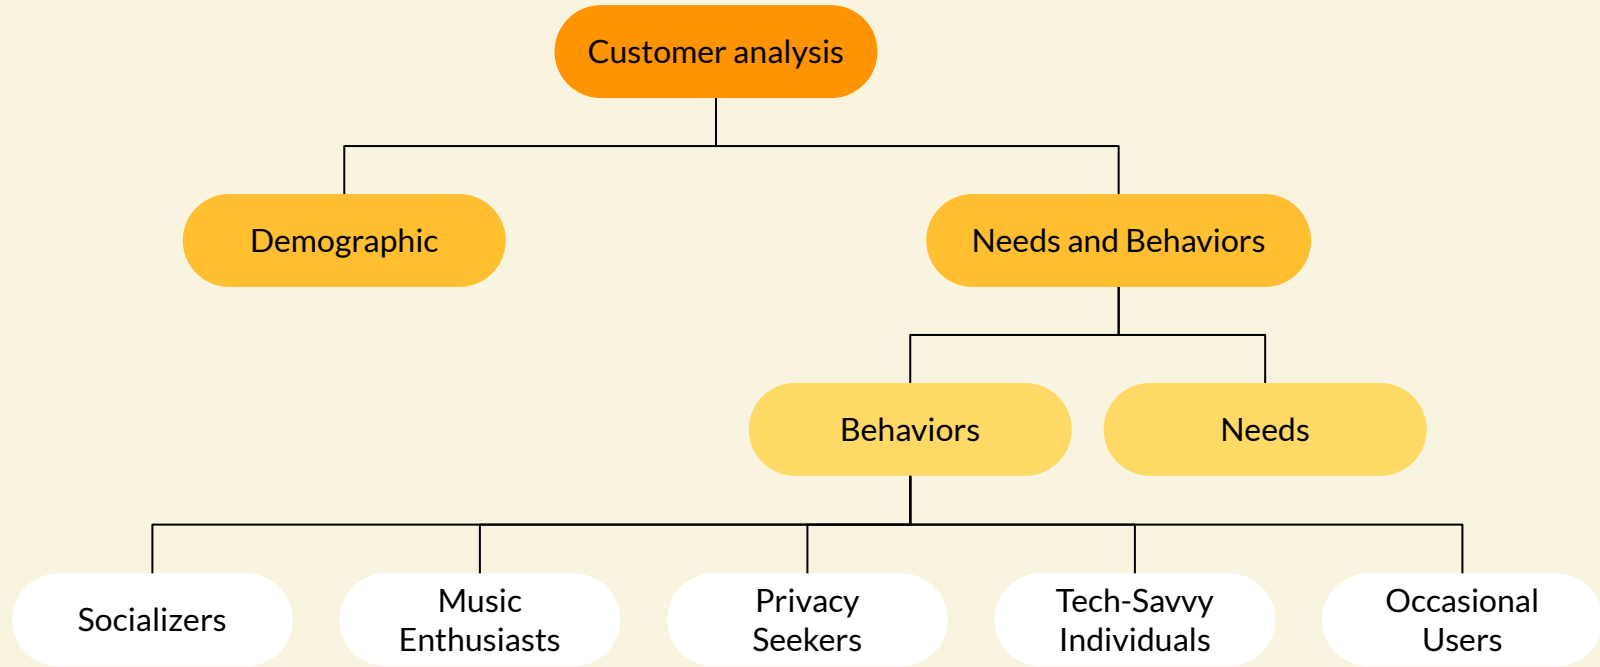 Customer analysis
Demographic
Needs and Behaviors
Behaviors
Needs
Socializers
Music
Enthusiasts
Privacy
Seekers
Tech-Savvy
Individuals
Occasional
Users